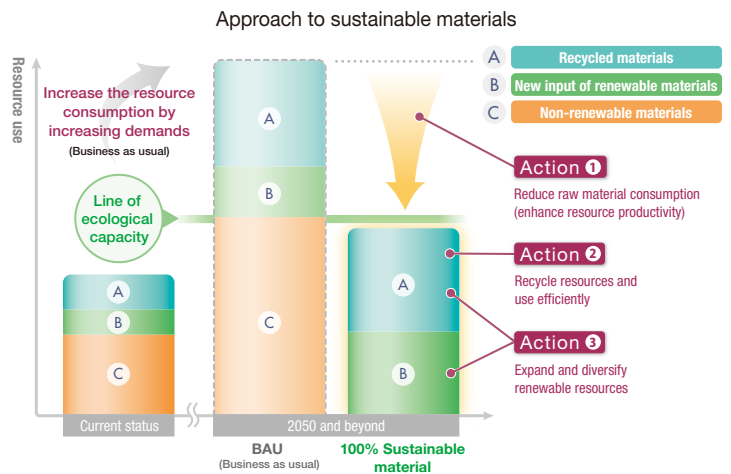 Approach to sustainable materials
Resource use
Increase the resource
consumption by
increasing demands
(Business as usual)
Line of
ecological
capacity
A
B
C
Current status
A
B
C
A
B
2050 and beyond
BAU
(Business as usual)
100% Sustainable
material
A Recycled materials
B New input of renewable materials
C Non-renewable materials
Action 1
Reduce raw material consumption
(enhance resource productivity)
Action 2
Recycle resources and
use efficiently
Action 3
Expand and diversify
renewable resources